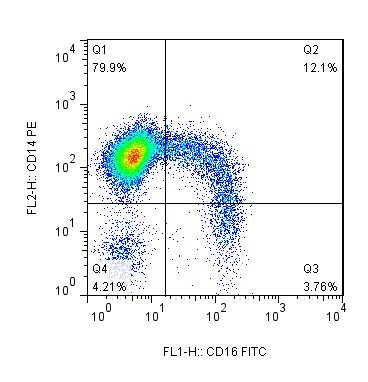 Q1
79.9%
Q2
12.1%
Q4
4.21%
Q3
3.76%
10⁴
10³
10²
10¹
10⁰
FL2-H:: CD14 PE
10⁰ 10¹ 10² 10³ 10⁴
FL1-H:: CD16 FITC